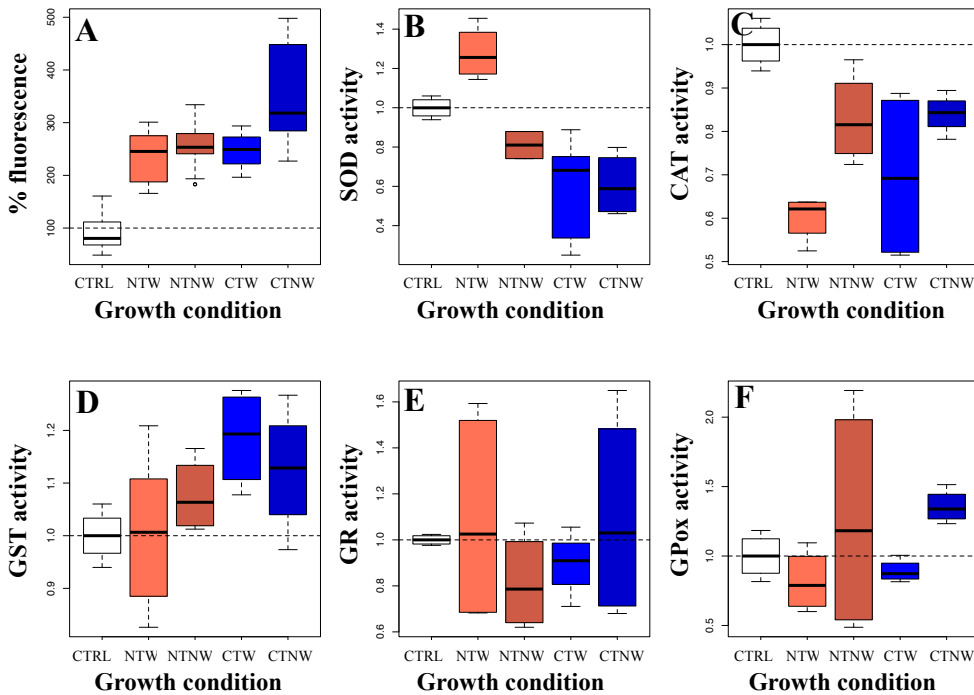 A
% fluorescence
500
400
300
200
100
CTRL NTW NTNW CTW CTNW
Growth condition
B
SOD activity
1.4
1.2
1.0
0.8
0.6
0.4
CTRL NTW NTNW CTW CTNW
Growth condition
C
CAT activity
1.0
0.9
0.8
0.7
0.6
0.5
CTRL NTW NTNW CTW CTNW
Growth condition
D
GST activity
1.2
1.1
1.0
0.9
CTRL NTW NTNW CTW CTNW
Growth condition
E
GR activity
1.6
1.4
1.2
1.0
0.8
0.6
CTRL NTW NTNW CTW CTNW
Growth condition
F
GPox activity
2.0
1.5
1.0
0.5
CTRL NTW NTNW CTW CTNW
Growth condition